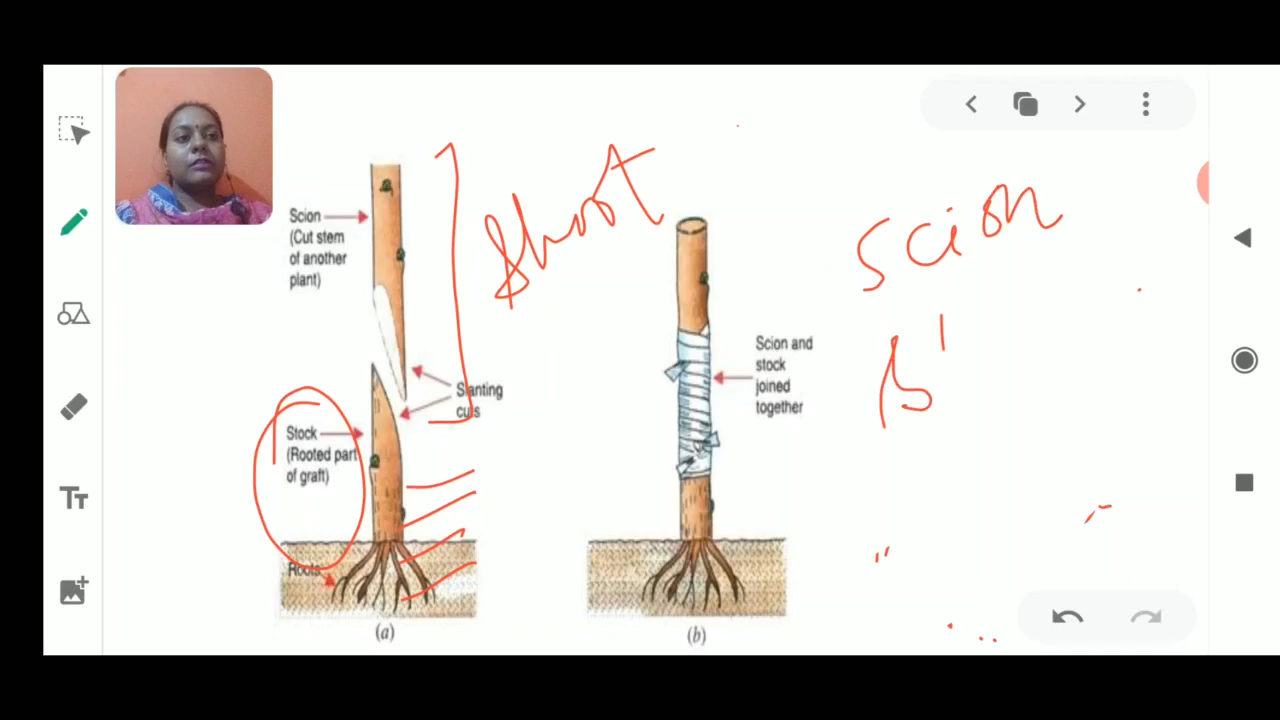 Scion
(Cut stem
of another
plant)
Shoot
Scion
Slanting
cuts
Stock
(Rooted part
of graft)
Roots
Scion and
stock
joined
together
(a)
(b)
Tт